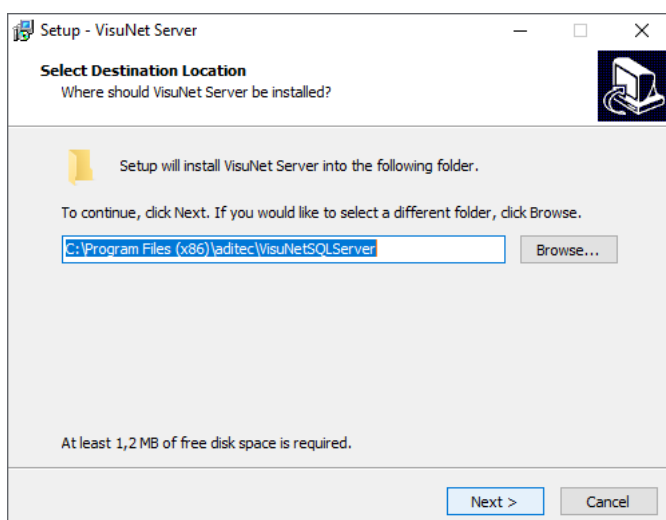 Setup - VisuNet Server
Select Destination Location
Where should VisuNet Server be installed?
Setup will install VisuNet Server into the following folder.
To continue, click Next. If you would like to select a different folder, click Browse.
C:\Program Files (x86)\aditec\VisuNetSQLServer
Browse...
At least 1,2 MB of free disk space is required.
Next >
Cancel